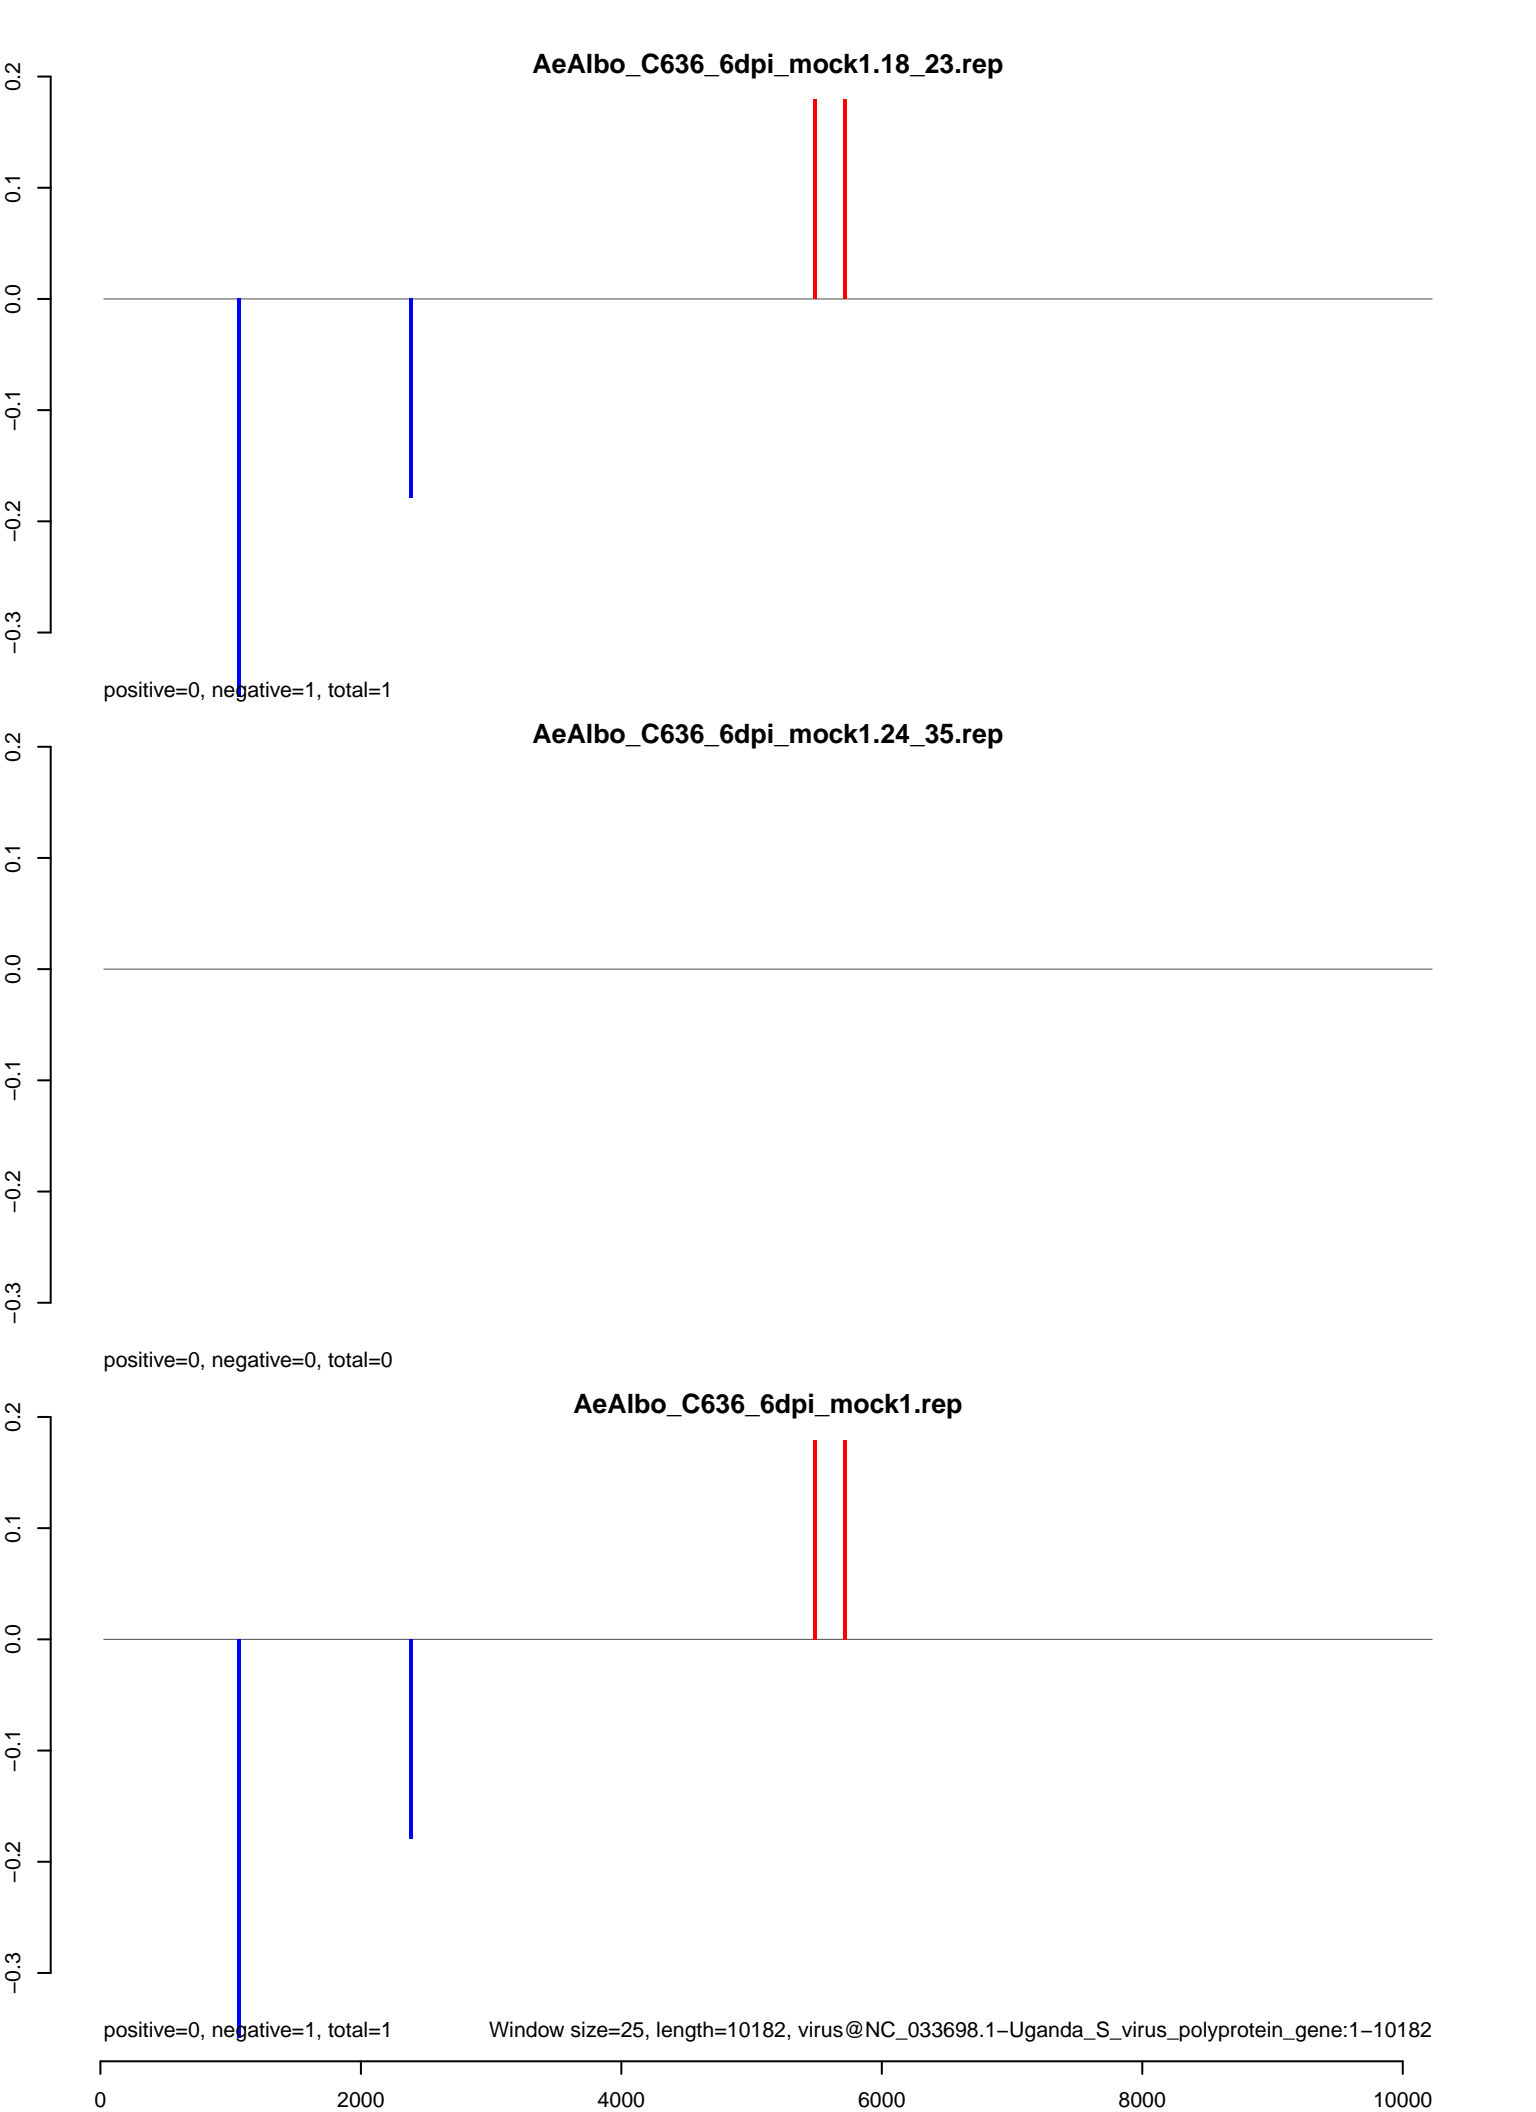 AeAlbo_C636_6dpi_mock1.18_23.rep
0.2
0.1
0.0
−0.1
−0.2
−0.3
positive=0, negative=1, total=1
AeAlbo_C636_6dpi_mock1.24_35.rep
0.2
0.1
0.0
−0.1
−0.2
−0.3
positive=0, negative=0, total=0
AeAlbo_C636_6dpi_mock1.rep
0.2
0.1
0.0
−0.1
−0.2
−0.3
positive=0, negative=1, total=1
Window size=25, length=10182, virus@NC_033698.1−Uganda_S_virus_polyprotein_gene:1−10182
0 2000 4000 6000 8000 10000